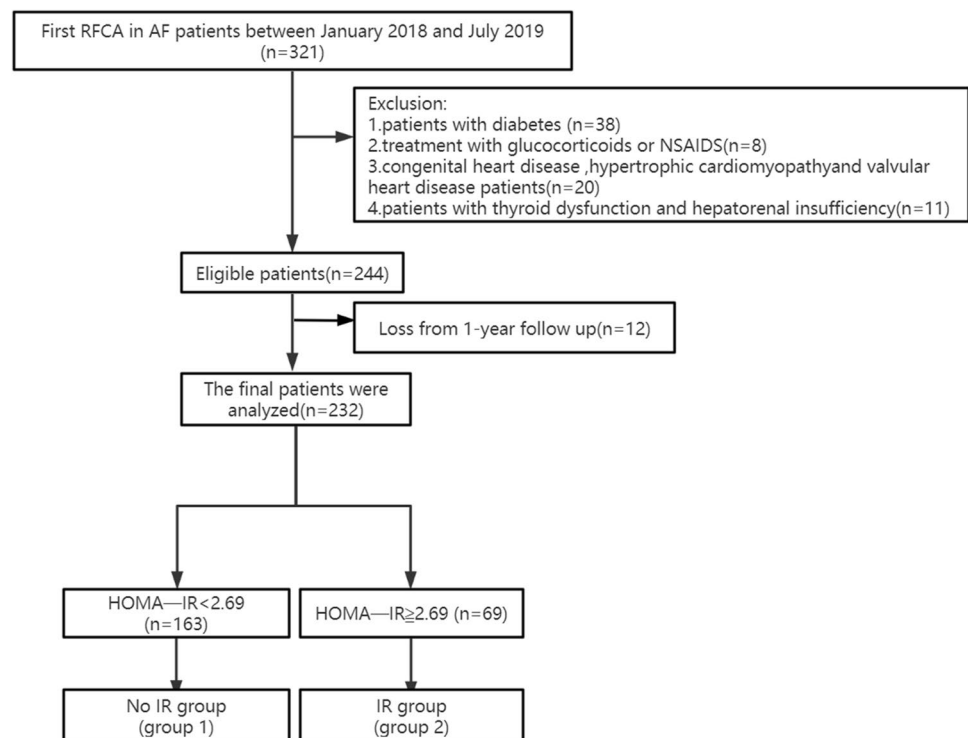 First RFCA in AF patients between January 2018 and July 2019
(n=321)
Exclusion:
1.patients with diabetes (n=38)
2.treatment with glucocorticoids or NSAIDS(n=8)
3.congenital heart disease ,hypertrophic cardiomyopathyand valvular
heart disease patients(n=20)
4.patients with thyroid dysfunction and hepatorenal insufficiency(n=11)
Eligible patients(n=244)
Loss from 1-year follow up(n=12)
The final patients were
analyzed(n=232)
HOMA—IR<2.69
(n=163)
HOMA—IR≧2.69 (n=69)
No IR group
(group 1)
IR group
(group 2)